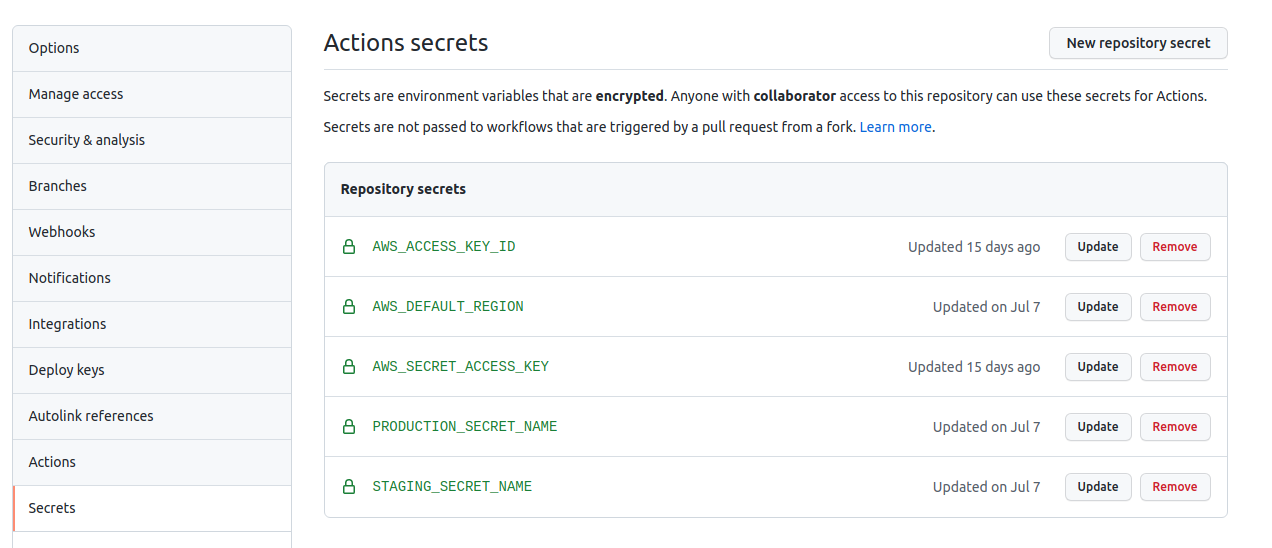 Options
Manage access
Security & analysis
Branches
Webhooks
Notifications
Integrations
Deploy keys
Autolink references
Actions
Secrets
Actions secrets
New repository secret
Secrets are environment variables that are encrypted. Anyone with collaborator access to this repository can use these secrets for Actions.
Secrets are not passed to workflows that are triggered by a pull request from a fork. Learn more.
Repository secrets
AWS_ACCESS_KEY_ID Updated 15 days ago Update Remove
AWS_DEFAULT_REGION Updated on Jul 7 Update Remove
AWS_SECRET_ACCESS_KEY Updated 15 days ago Update Remove
PRODUCTION_SECRET_NAME Updated on Jul 7 Update Remove
STAGING_SECRET_NAME Updated on Jul 7 Update Remove